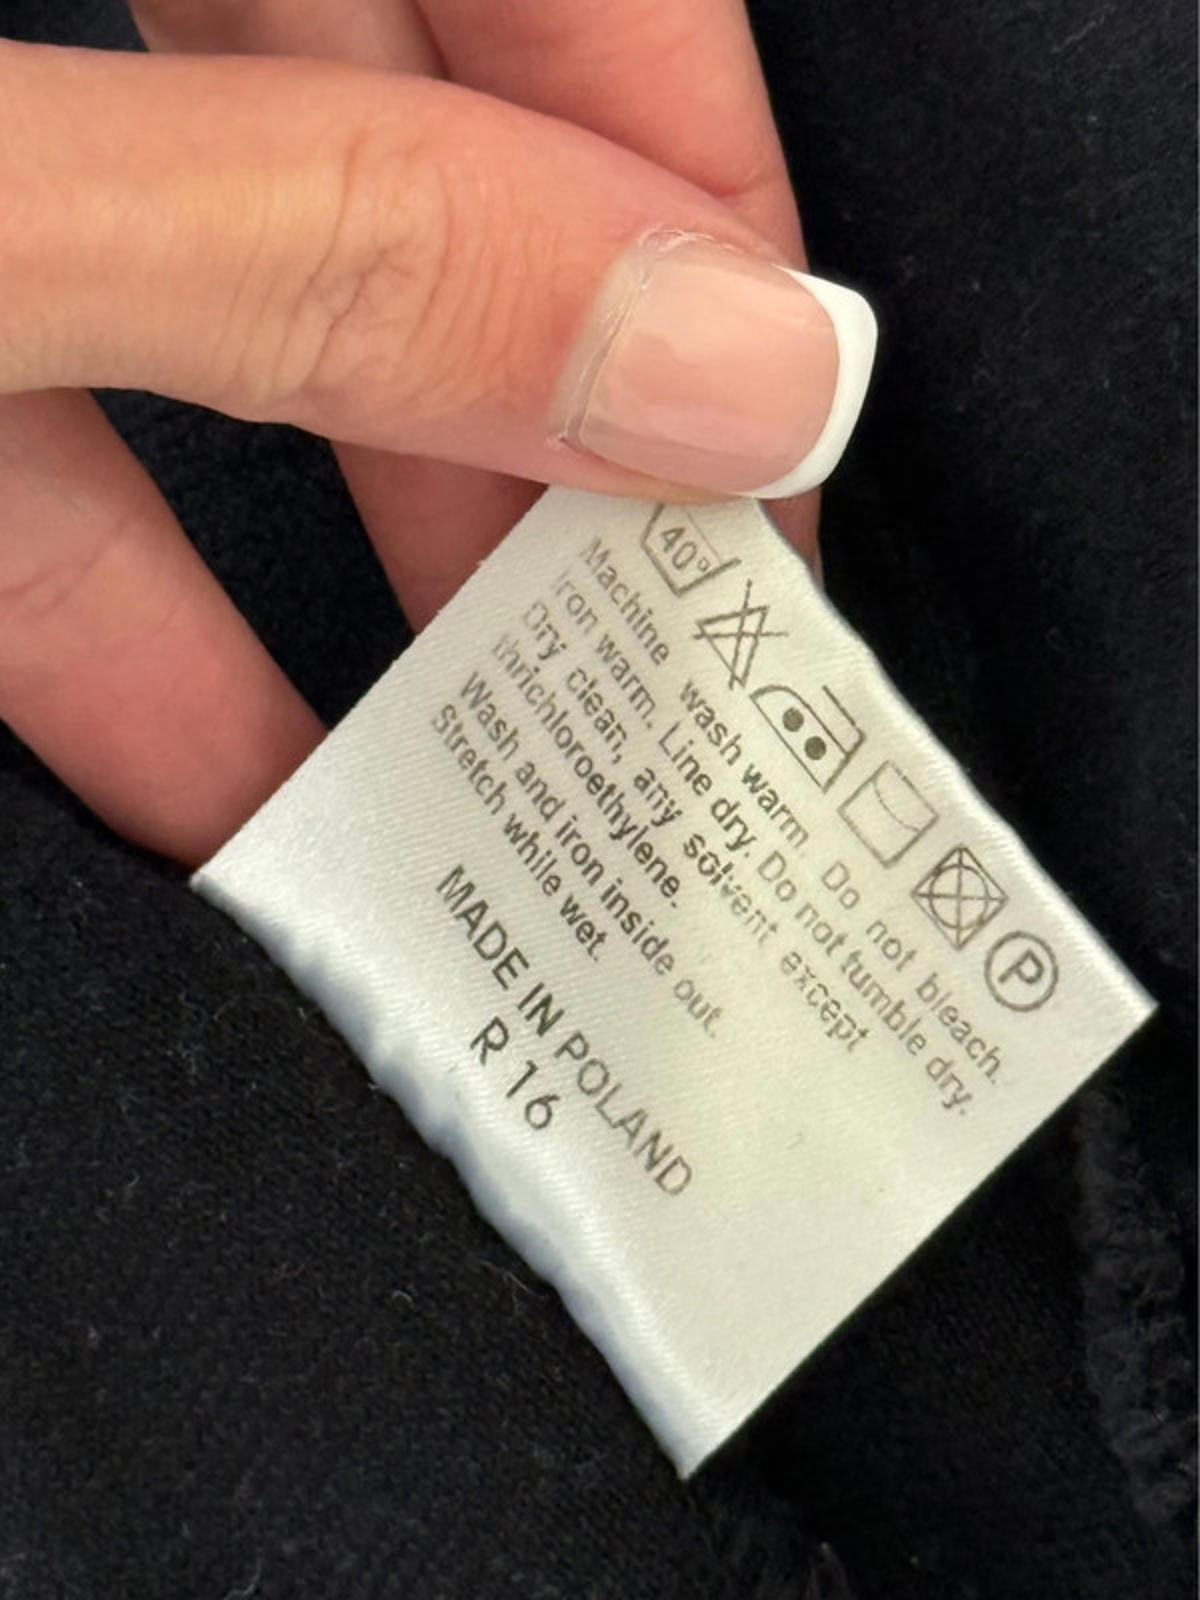 40°
P
Machine wash warm. Do not bleach.
Iron warm. Line dry. Do not tumble dry.
Dry clean, any solvent except
thrichloroethylene.
Wash and iron inside out.
Stretch while wet.
MADE IN POLAND
R 16